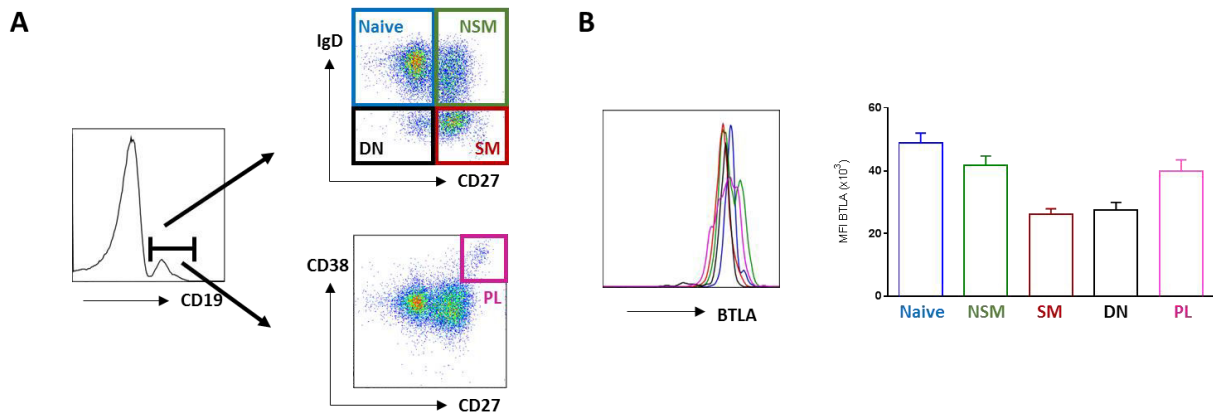 A
B
Naive NSM
IgD
DN SM
CD27
CD19
CD38
PL
CD27
BTLA
60
40
20
0
MFI BTLA (x10³)
Naive NSM SM DN PL